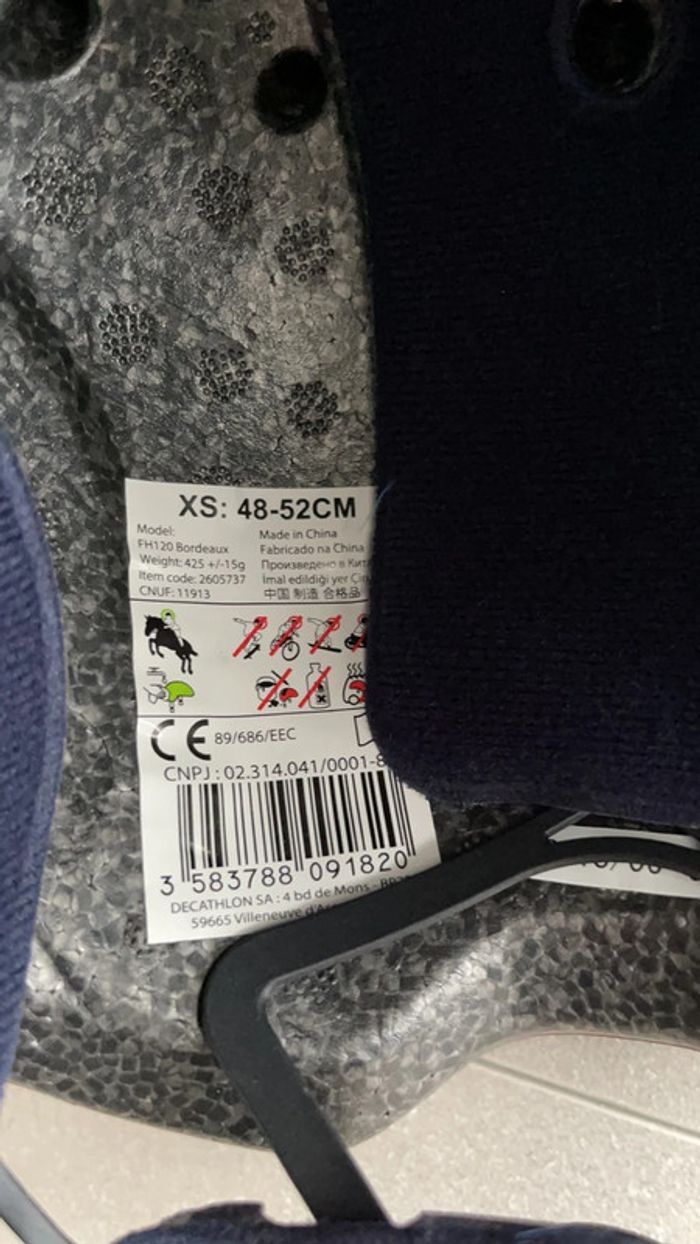 XS: 48-52CM
Model:
FH120 Bordeaux
Weight: 425 +/-15g
Item code: 2605737
CNUF: 11913
Made in China
Fabricado na China
Произведено в
İmal edildiği yer
中国 制造 合格品
CE 89/686/EEC
CNPJ : 02.314.041/0001-8
3 583788 091820
DECATHLON SA : 4 bd de Mons -
59665 Villeneuve